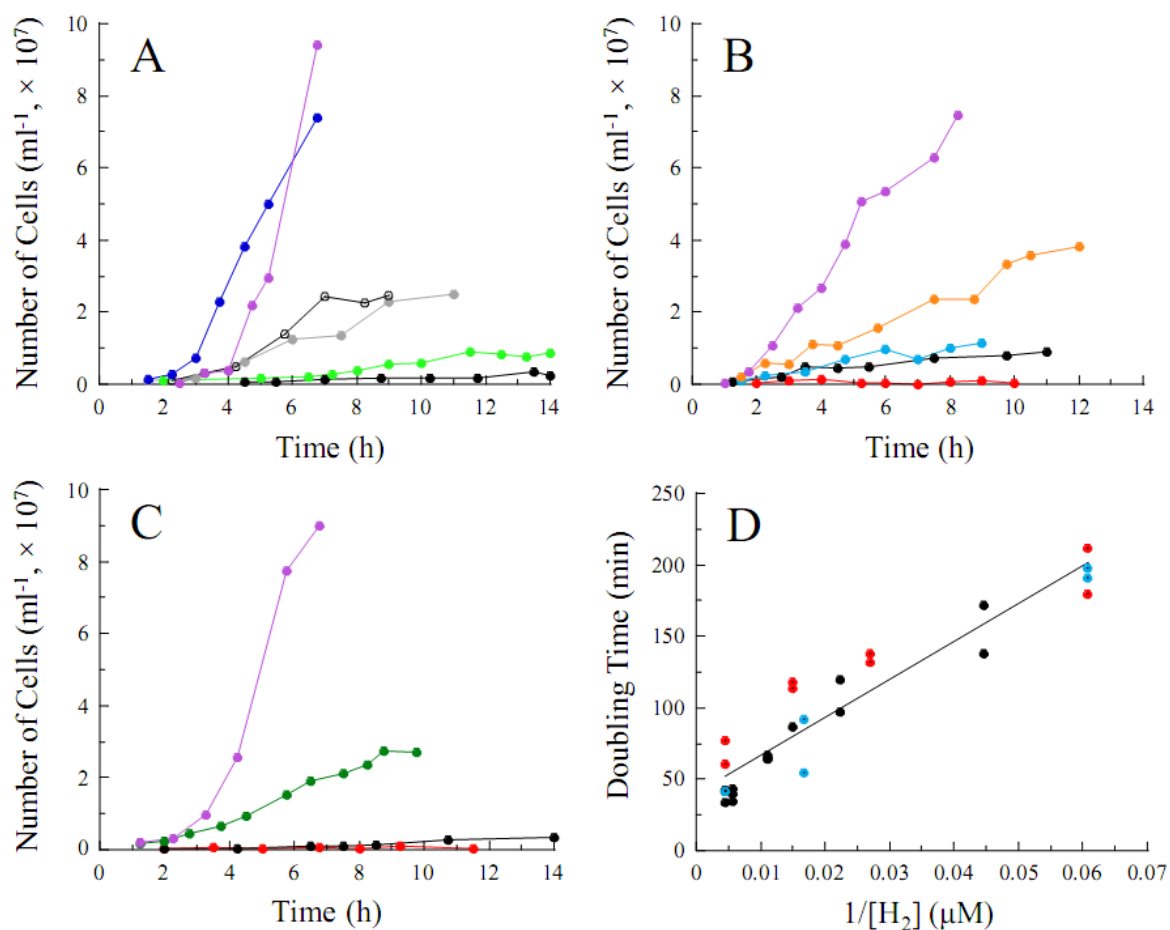 A
Number of Cells (ml⁻¹, × 10⁷)
10
8
6
4
2
0
0 2 4 6 8 10 12 14
Time (h)
B
Number of Cells (ml⁻¹, × 10⁷)
10
8
6
4
2
0
0 2 4 6 8 10 12 14
Time (h)
C
Number of Cells (ml⁻¹, × 10⁷)
10
8
6
4
2
0
0 2 4 6 8 10 12 14
Time (h)
D
Doubling Time (min)
250
200
150
100
50
0
0 0.01 0.02 0.03 0.04 0.05 0.06 0.07
1/[H₂] (µM)